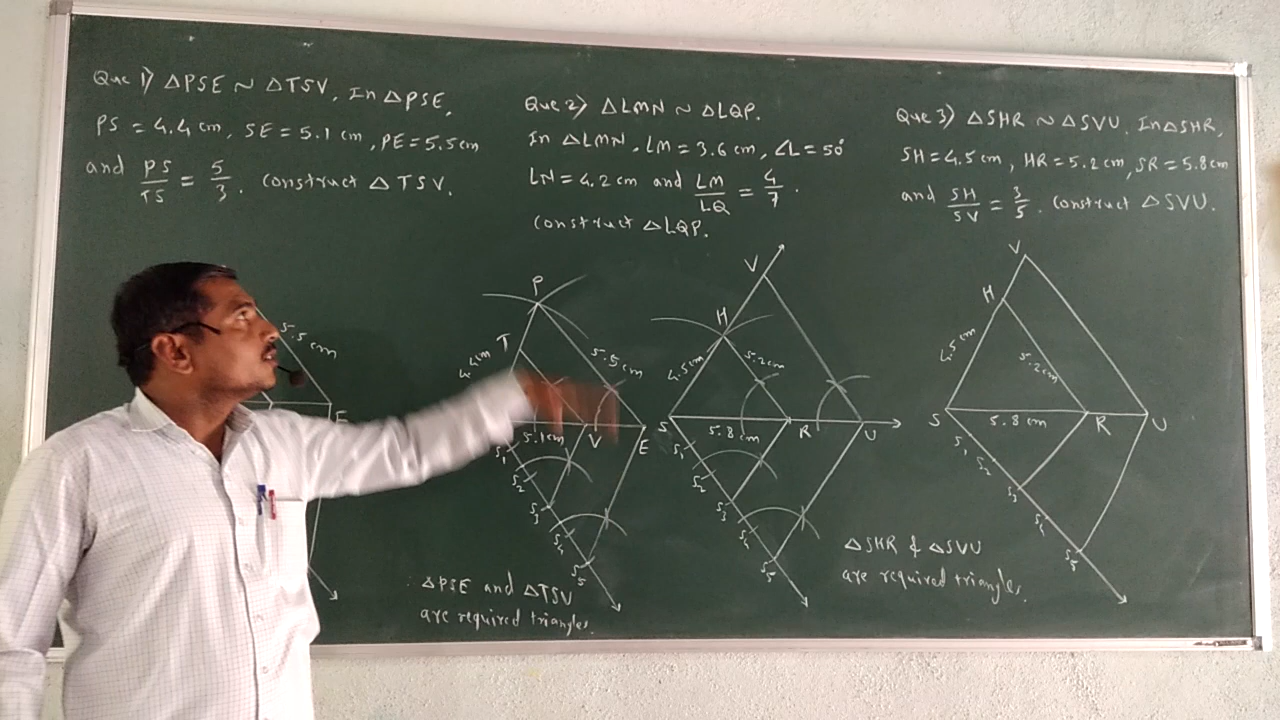 Que 1) △PSE ~ △TSV, In △PSE,
PS = 4.4 cm, SE = 5.1 cm, PE = 5.5 cm
and PS/TS = 5/3. Construct △TSV.
Que 2) △LMN ~ △LQP.
In △LMN, LM = 3.6 cm, ∠L = 50°
LN = 4.2 cm and LM/LQ = 4/7.
Construct △LQP.
Que 3) △SHR ~ △SVU. In △SHR,
SH = 4.5 cm, HR = 5.2 cm, SR = 5.8 cm
and SH/SV = 3/5. Construct △SVU.
5.5 cm
E
P
T
4.4 cm
5.5 cm
5.1 cm
V
E
S1
S2
S3
S4
S5
△PSE and △TSV
are required triangles.
V
H
4.5 cm
5.2 cm
S
5.8 cm
R
U
S1
S2
S3
S4
S5
V
H
4.5 cm
5.2 cm
S
5.8 cm
R
U
S1
S2
S3
S4
S5
△SHR & △SVU
are required triangles.